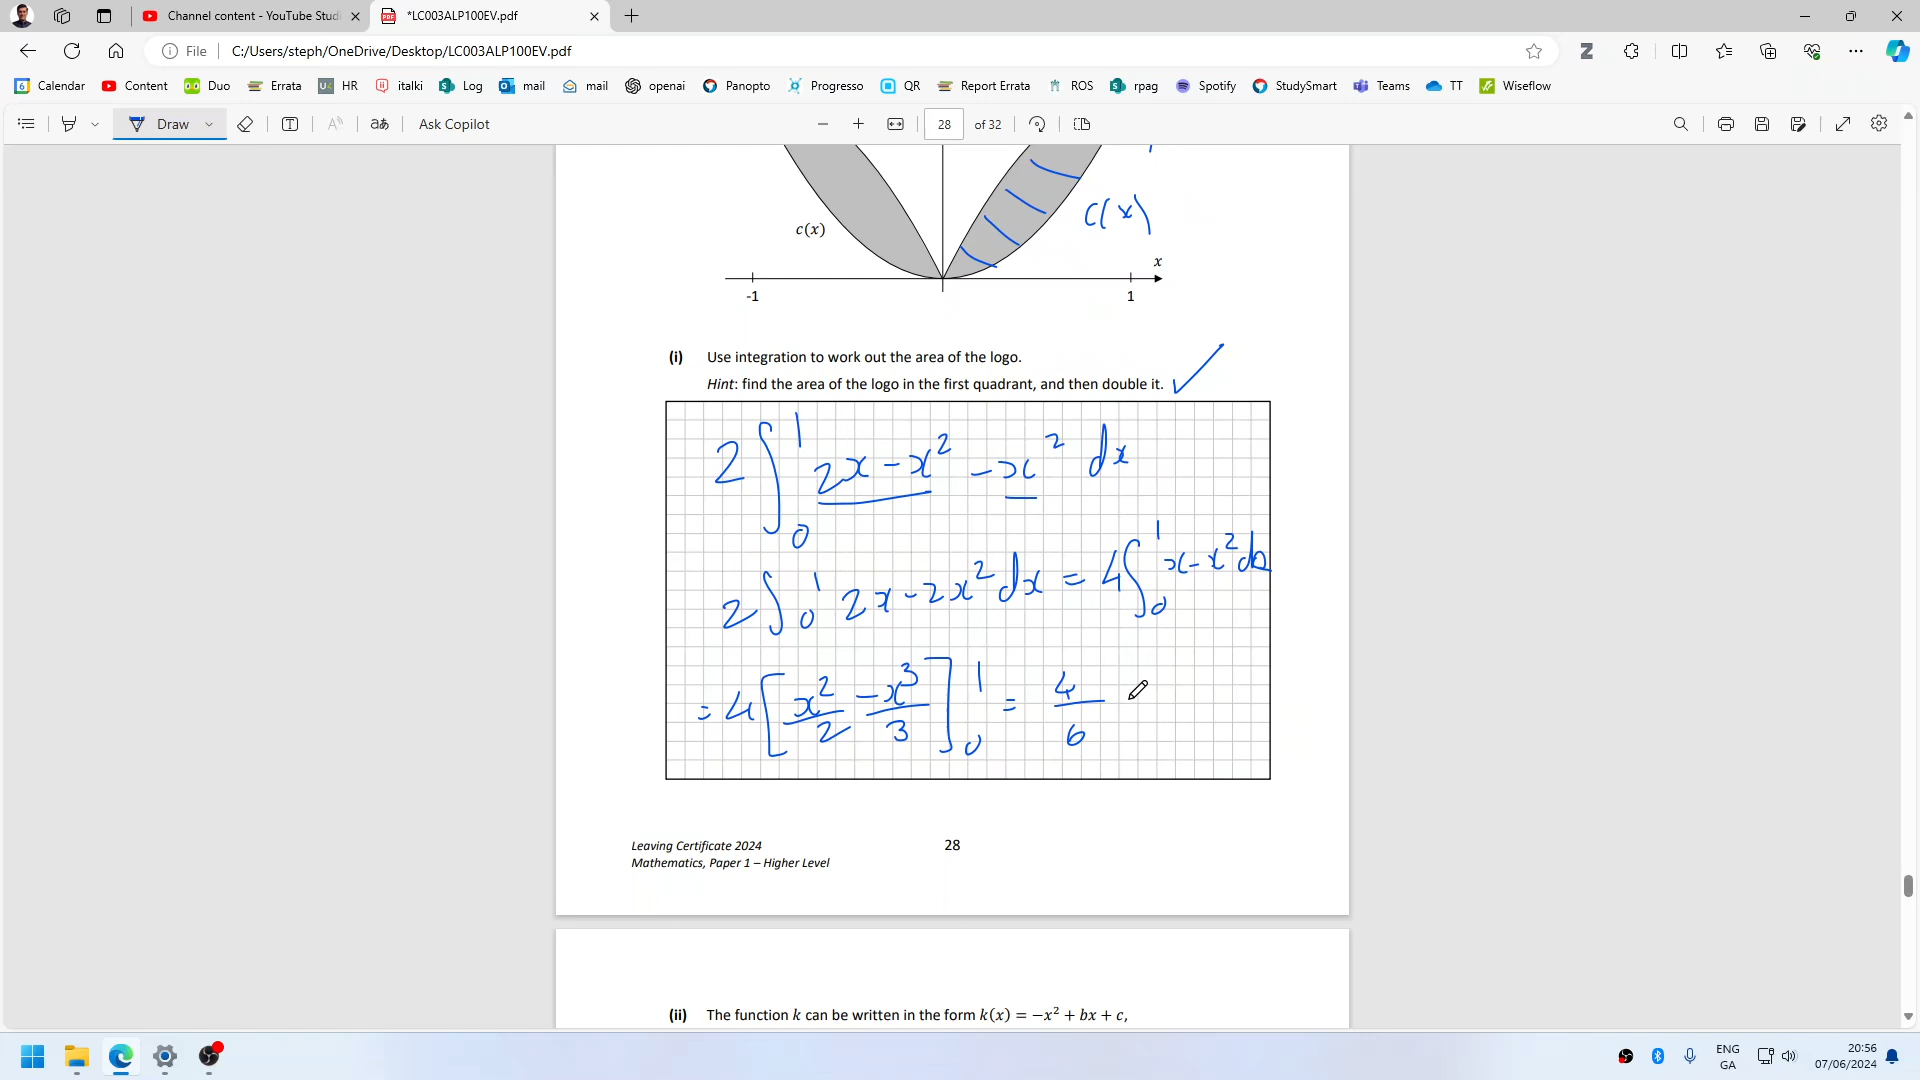 Channel content - YouTube Studi
*LC003ALP100EV.pdf
File C:/Users/steph/OneDrive/Desktop/LC003ALP100EV.pdf
Calendar Content Duo Errata HR italki Log mail mail openai Panopto Progresso QR Report Errata ROS rpag Spotify StudySmart Teams TT Wiseflow
Draw Ask Copilot 28 of 32
c(x)
c(x)
x
-1 1
(i) Use integration to work out the area of the logo.
Hint: find the area of the logo in the first quadrant, and then double it. ✓
2∫₀¹ 2x - x² - x² dx
2∫₀¹ 2x - 2x² dx = 4∫₀¹ x - x² dx
= 4[x²/2 - x³/3]₀¹ = 4/6
Leaving Certificate 2024
28
Mathematics, Paper 1 – Higher Level
(ii) The function k can be written in the form k(x) = −x² + bx + c,
ENG
GA
20:56
07/06/2024